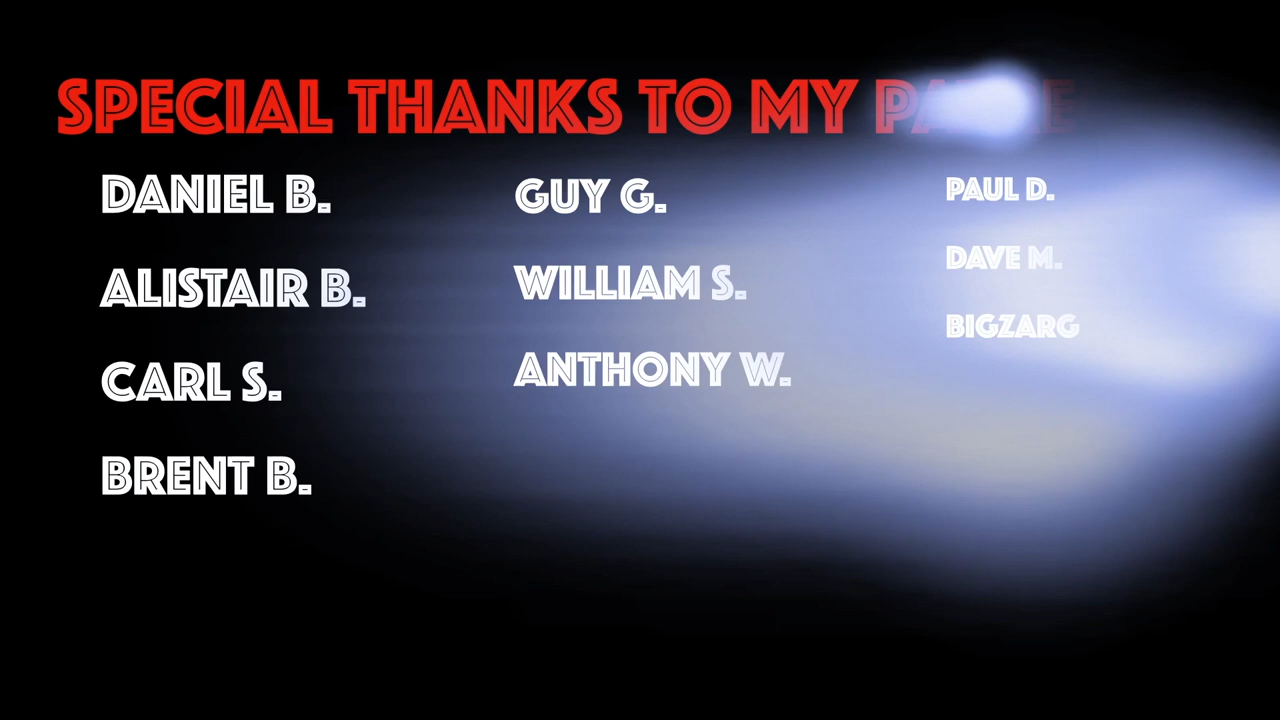 SPECIAL THANKS TO MY
DANIEL B.
ALISTAIR B.
CARL S.
BRENT B.
GUY G.
WILLIAM S.
ANTHONY W.
PAUL D.
DAVE M.
BIGZARG